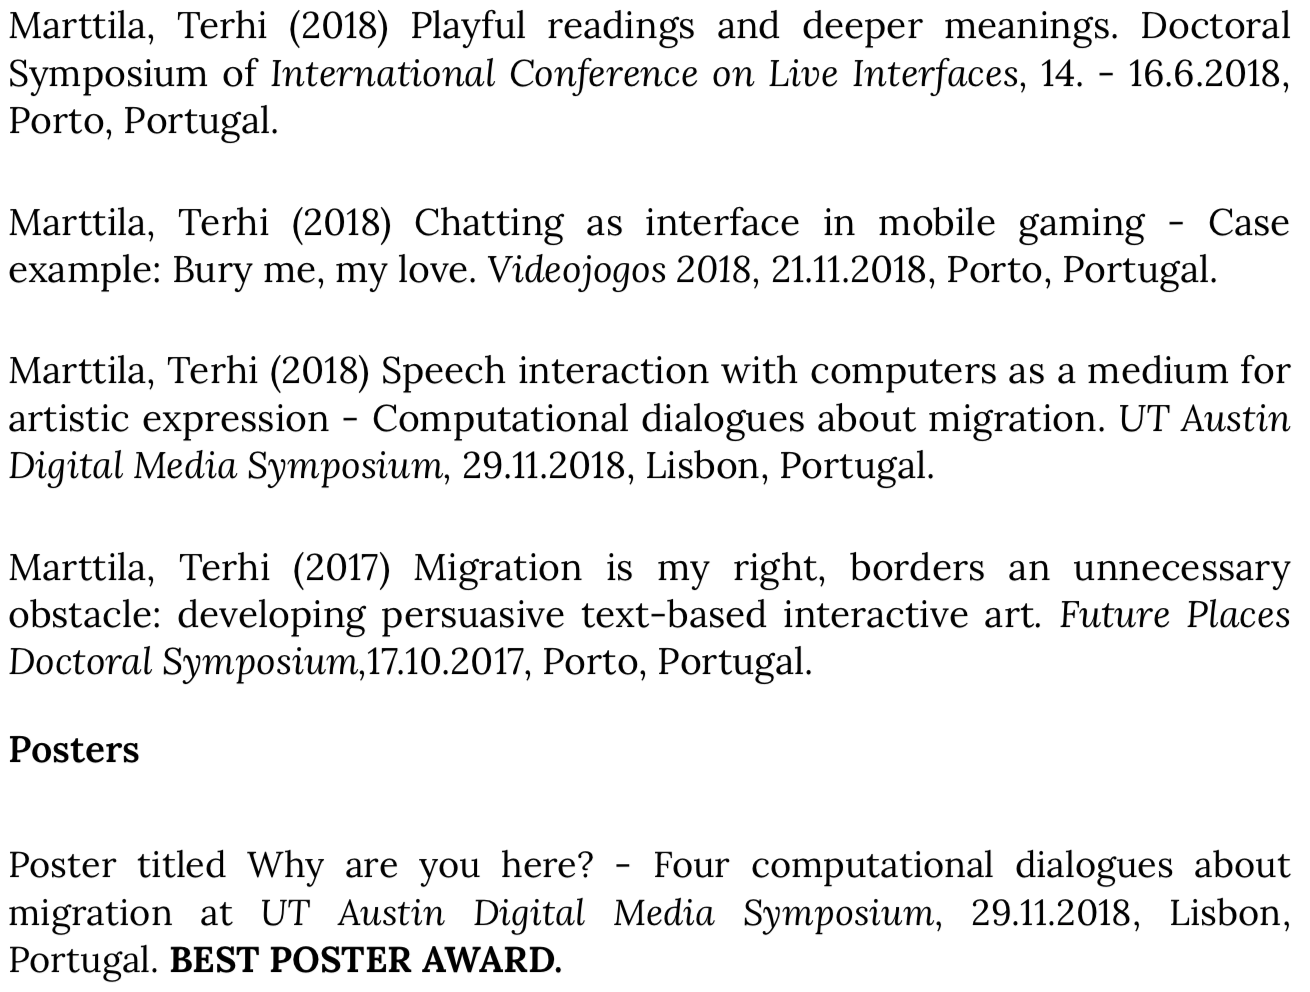 Marttila, Terhi (2018) Playful readings and deeper meanings. Doctoral
Symposium of International Conference on Live Interfaces, 14. - 16.6.2018,
Porto, Portugal.
Marttila, Terhi (2018) Chatting as interface in mobile gaming - Case
example: Bury me, my love. Videojogos 2018, 21.11.2018, Porto, Portugal.
Marttila, Terhi (2018) Speech interaction with computers as a medium for
artistic expression - Computational dialogues about migration. UT Austin
Digital Media Symposium, 29.11.2018, Lisbon, Portugal.
Marttila, Terhi (2017) Migration is my right, borders an unnecessary
obstacle: developing persuasive text-based interactive art. Future Places
Doctoral Symposium,17.10.2017, Porto, Portugal.
Posters
Poster titled Why are you here? - Four computational dialogues about
migration at UT Austin Digital Media Symposium, 29.11.2018, Lisbon,
Portugal. BEST POSTER AWARD.